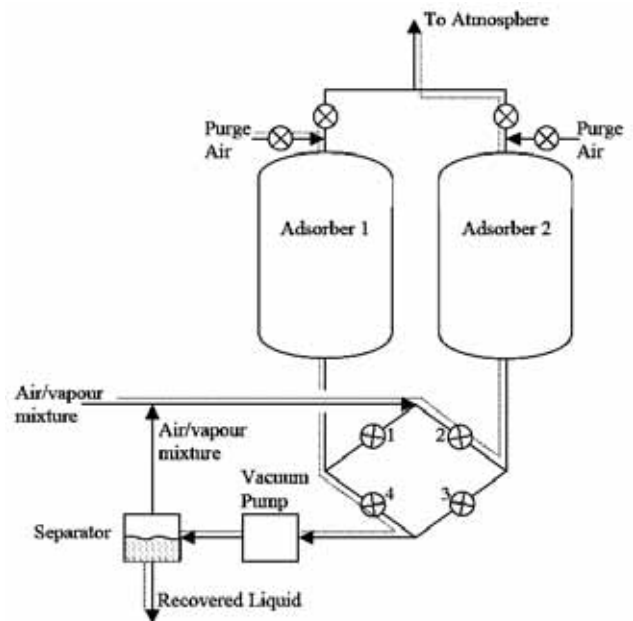 To Atmosphere
Purge
Air
Purge
Air
Adsorber 1
Adsorber 2
Air/vapour
mixture
Air/vapour
mixture
1
2
4
3
Vacuum
Pump
Separator
Recovered Liquid